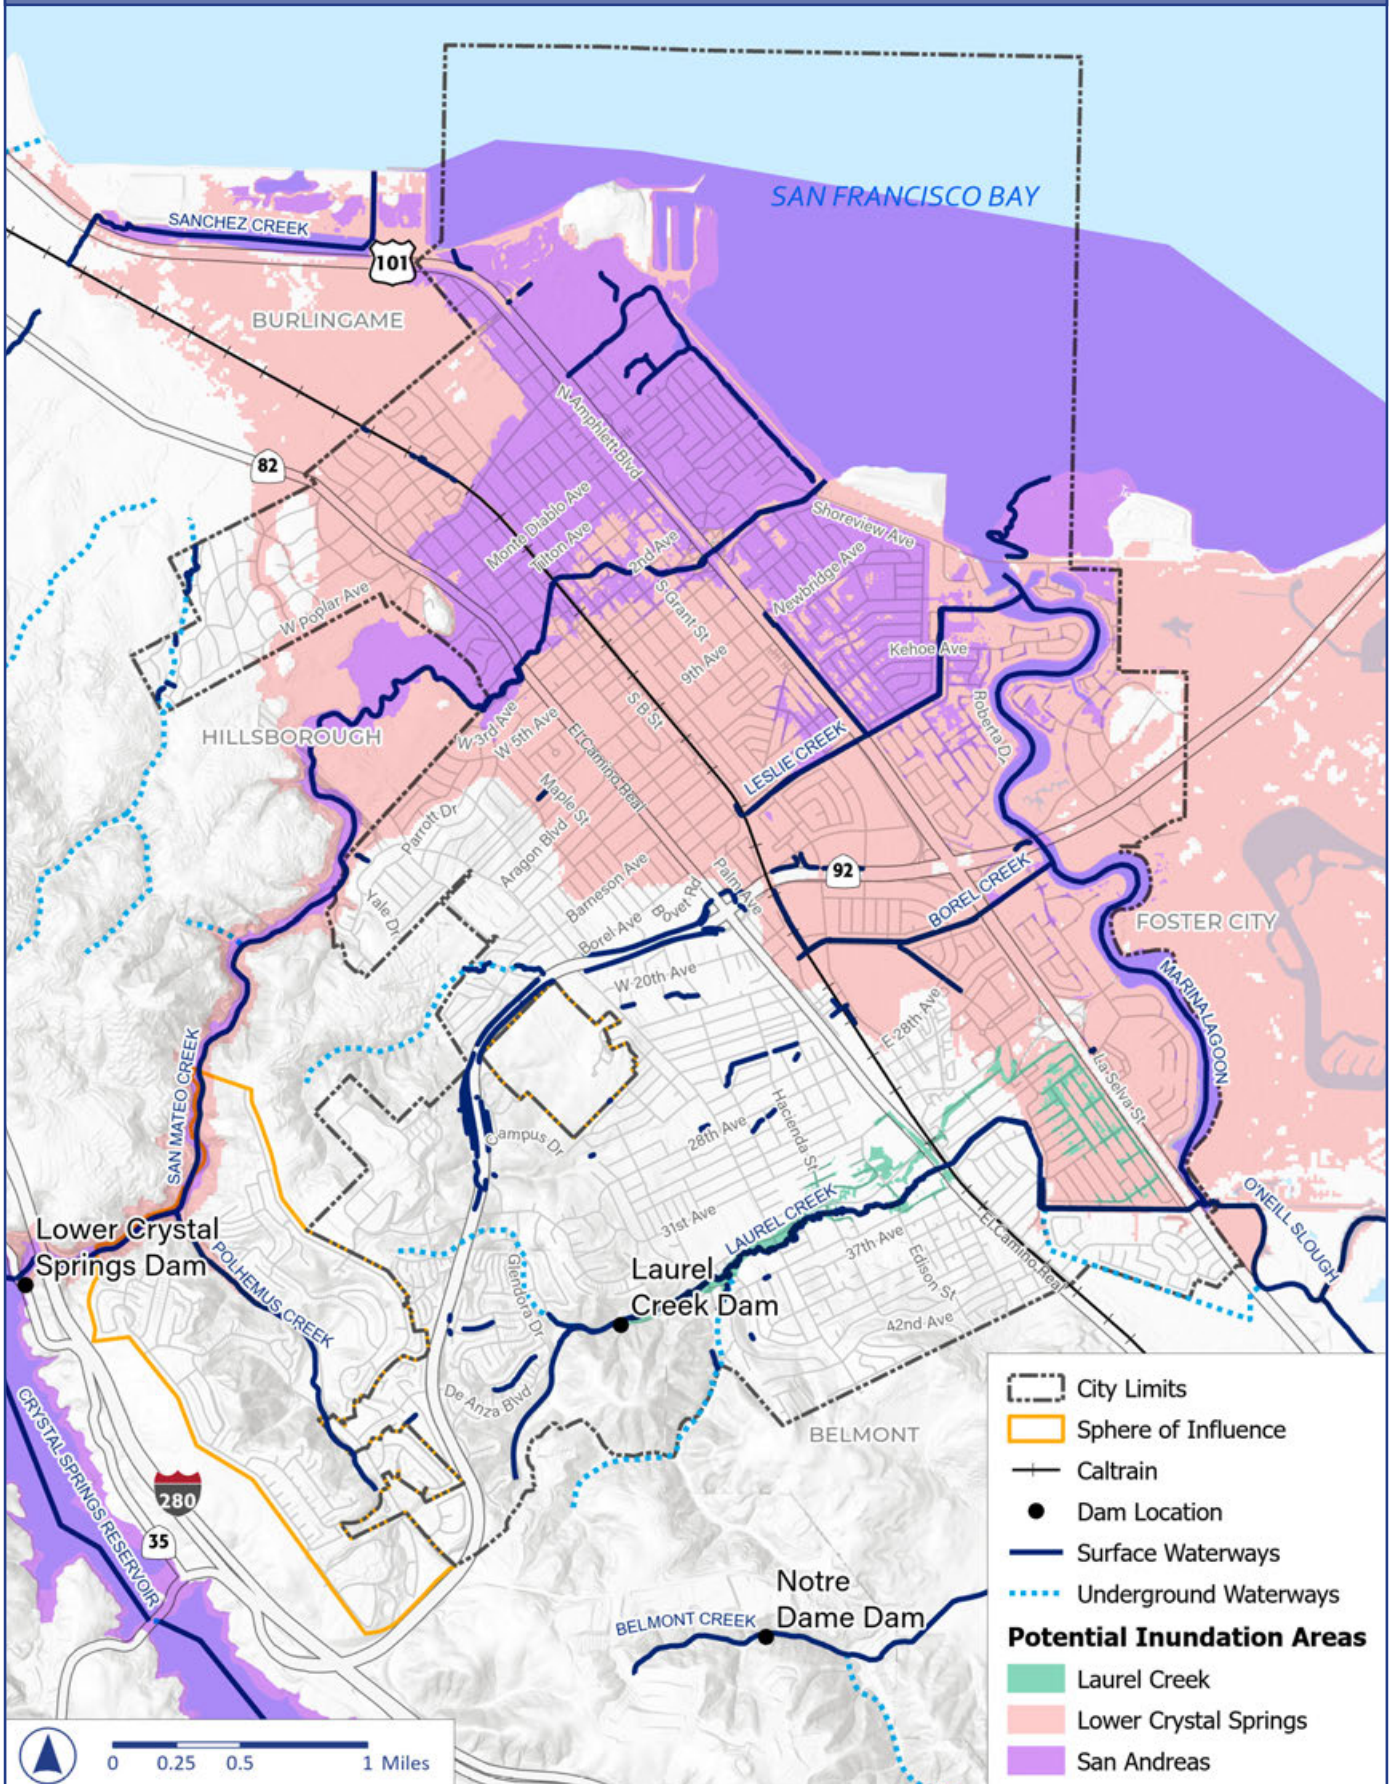 SAN FRANCISCO BAY
SANCHEZ CREEK
101
BURLINGAME
N Amphlett Blvd
82
Monte Diablo Ave
Tilton Ave
2nd Ave
Shoreview Ave
Newbridge Ave
S Grant St
W Poplar Ave
9th Ave
Kehoe Ave
Roberta Dr
S B St
HILLSBOROUGH
W 3rd Ave
W 5th Ave
El Camino Real
LESLIE CREEK
Maple St
Parrott Dr
Aragon Blvd
92
Barneson Ave
Palm Ave
Bovet Rd
BOREL CREEK
Yale Dr
Borel Ave
FOSTER CITY
W 20th Ave
MARINA LAGOON
E 28th Ave
SAN MATEO CREEK
La Selva St
Hacienda St
28th Ave
Campus Dr
LAUREL CREEK
O'NEILL SLOUGH
31st Ave
37th Ave
El Camino Real
Edison St
Lower Crystal
Springs Dam
POLHEMUS CREEK
Glendora Dr
Laurel
Creek Dam
42nd Ave
De Anza Blvd
BELMONT
CRYSTAL SPRINGS RESERVOIR
280
35
Notre
Dame Dam
BELMONT CREEK
City Limits
Sphere of Influence
Caltrain
Dam Location
Surface Waterways
Underground Waterways
Potential Inundation Areas
Laurel Creek
Lower Crystal Springs
San Andreas
0 0.25 0.5 1 Miles